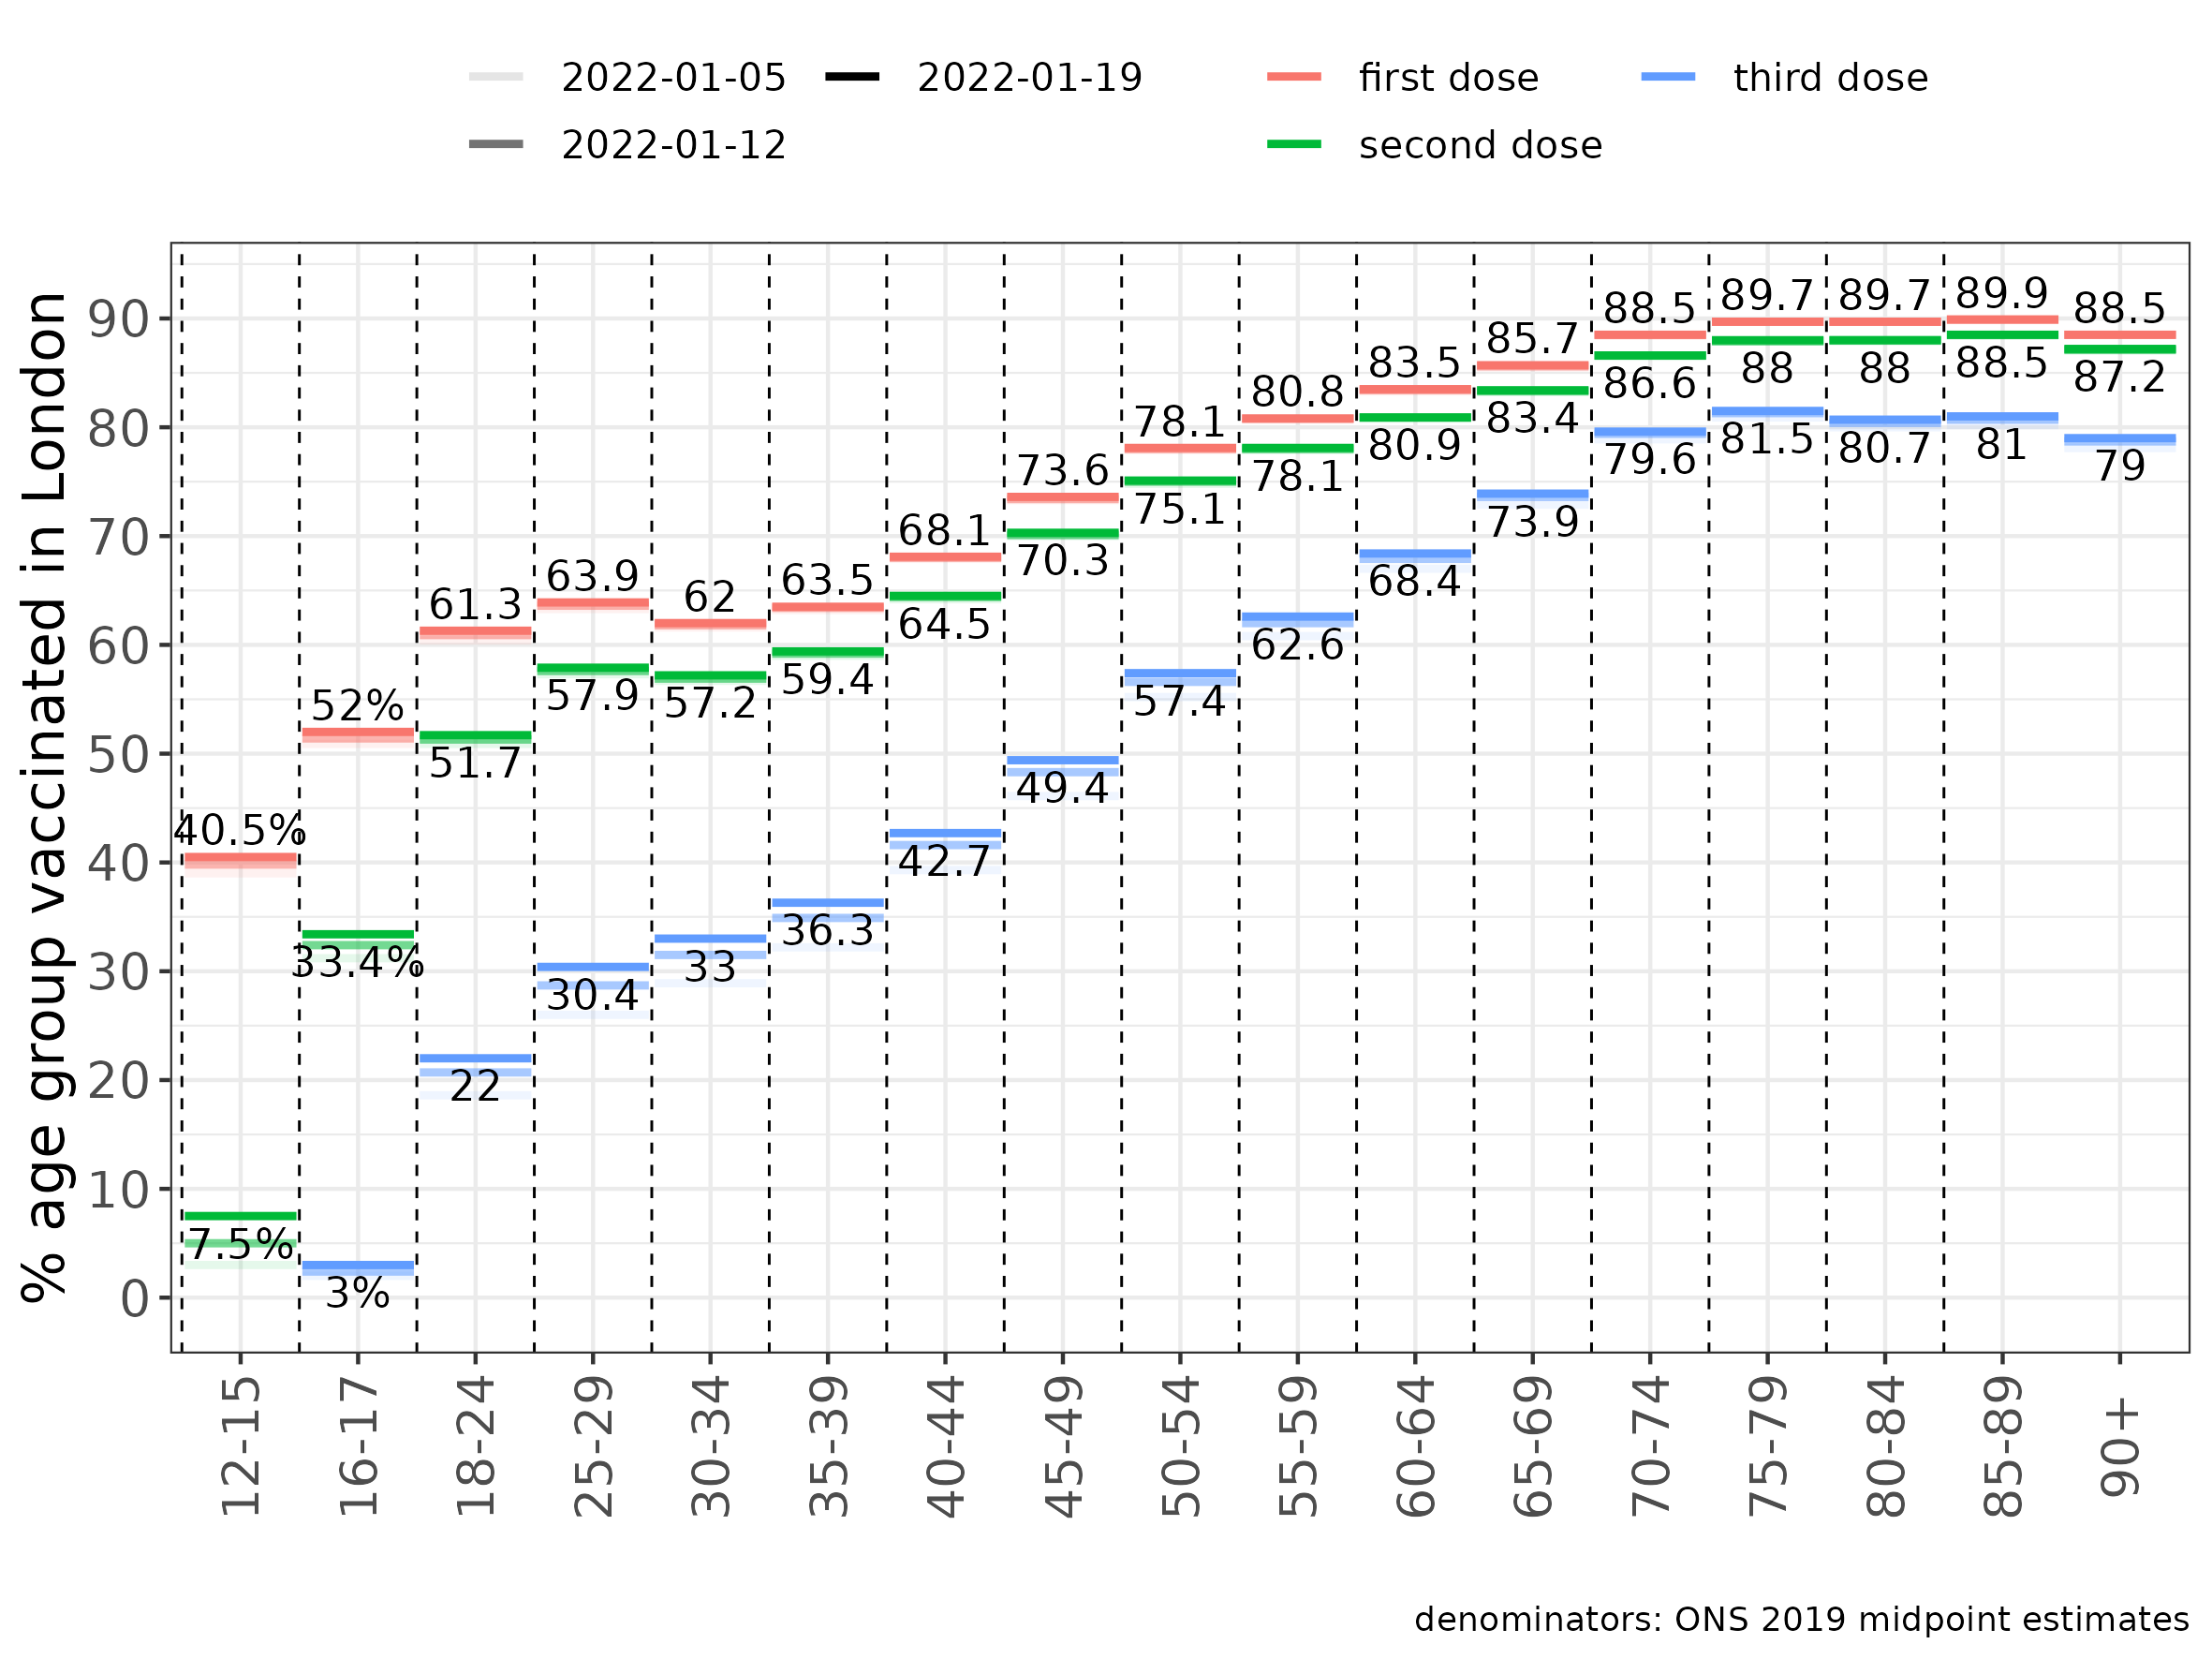 2022-01-05 2022-01-19 first dose third dose
2022-01-12 second dose
% age group vaccinated in London
90
80
70
60
50
40
30
20
10
0
40.5% 52% 61.3 63.9 62 63.5 68.1 73.6 78.1 80.8 83.5 85.7 88.5 89.7 89.7 89.9 88.5
7.5% 33.4% 51.7 57.9 57.2 59.4 64.5 70.3 75.1 78.1 80.9 83.4 86.6 88 88 88.5 87.2
3% 22 30.4 33 36.3 42.7 49.4 57.4 62.6 68.4 73.9 79.6 81.5 80.7 81 79
12-15 16-17 18-24 25-29 30-34 35-39 40-44 45-49 50-54 55-59 60-64 65-69 70-74 75-79 80-84 85-89 90+
denominators: ONS 2019 midpoint estimates